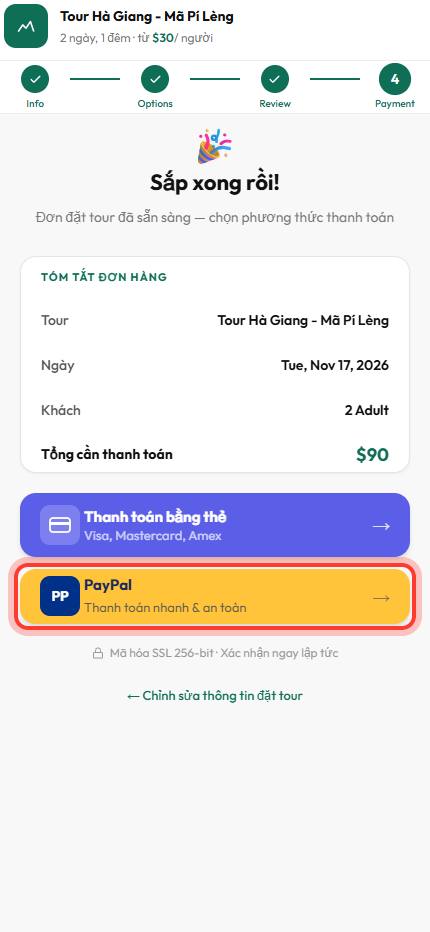 Tour Hà Giang - Mã Pí Lèng
2 ngày, 1 đêm · từ $30/ người
4
Info
Options
Review
Payment
Sắp xong rồi!
Đơn đặt tour đã sẵn sàng — chọn phương thức thanh toán
TÓM TẮT ĐƠN HÀNG
Tour Tour Hà Giang - Mã Pí Lèng
Ngày Tue, Nov 17, 2026
Khách 2 Adult
Tổng cần thanh toán $90
Thanh toán bằng thẻ
Visa, Mastercard, Amex
→
PP PayPal
Thanh toán nhanh & an toàn
→
Mã hóa SSL 256-bit · Xác nhận ngay lập tức
← Chỉnh sửa thông tin đặt tour